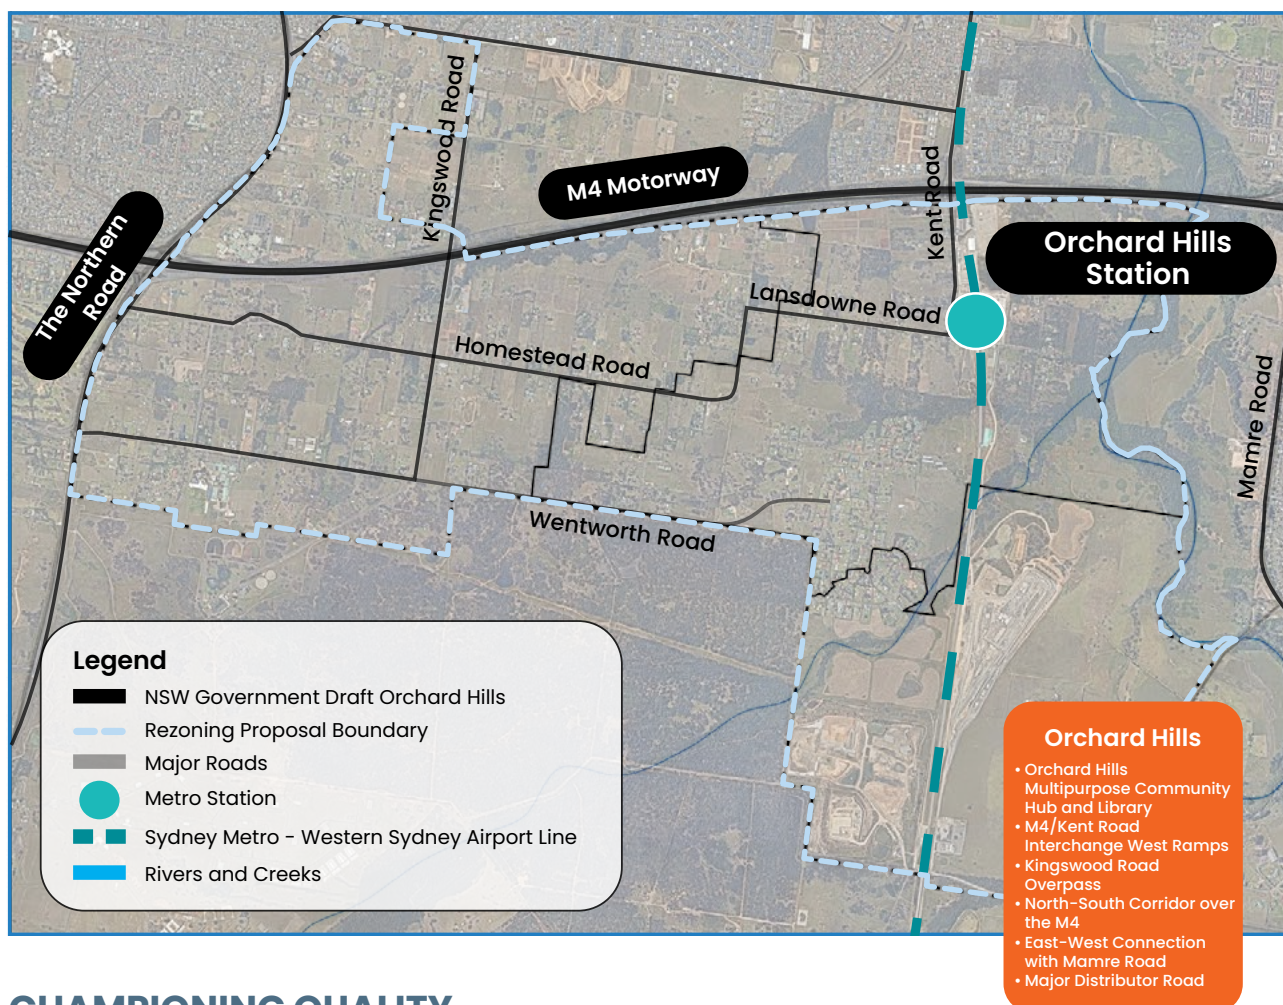 Kingswood Road
M4 Motorway
Kent Road
The Northern
Road
Orchard Hills
Station
Lansdowne Road
Homestead Road
Mamre Road
Wentworth Road
Legend
NSW Government Draft Orchard Hills
Rezoning Proposal Boundary
Major Roads
Metro Station
Sydney Metro - Western Sydney Airport Line
Rivers and Creeks
Orchard Hills
• Orchard Hills
Multipurpose Community
Hub and Library
• M4/Kent Road
Interchange West Ramps
• Kingswood Road
Overpass
• North-South Corridor over
the M4
• East-West Connection
with Mamre Road
• Major Distributor Road
CHAMPIONING QUALITY